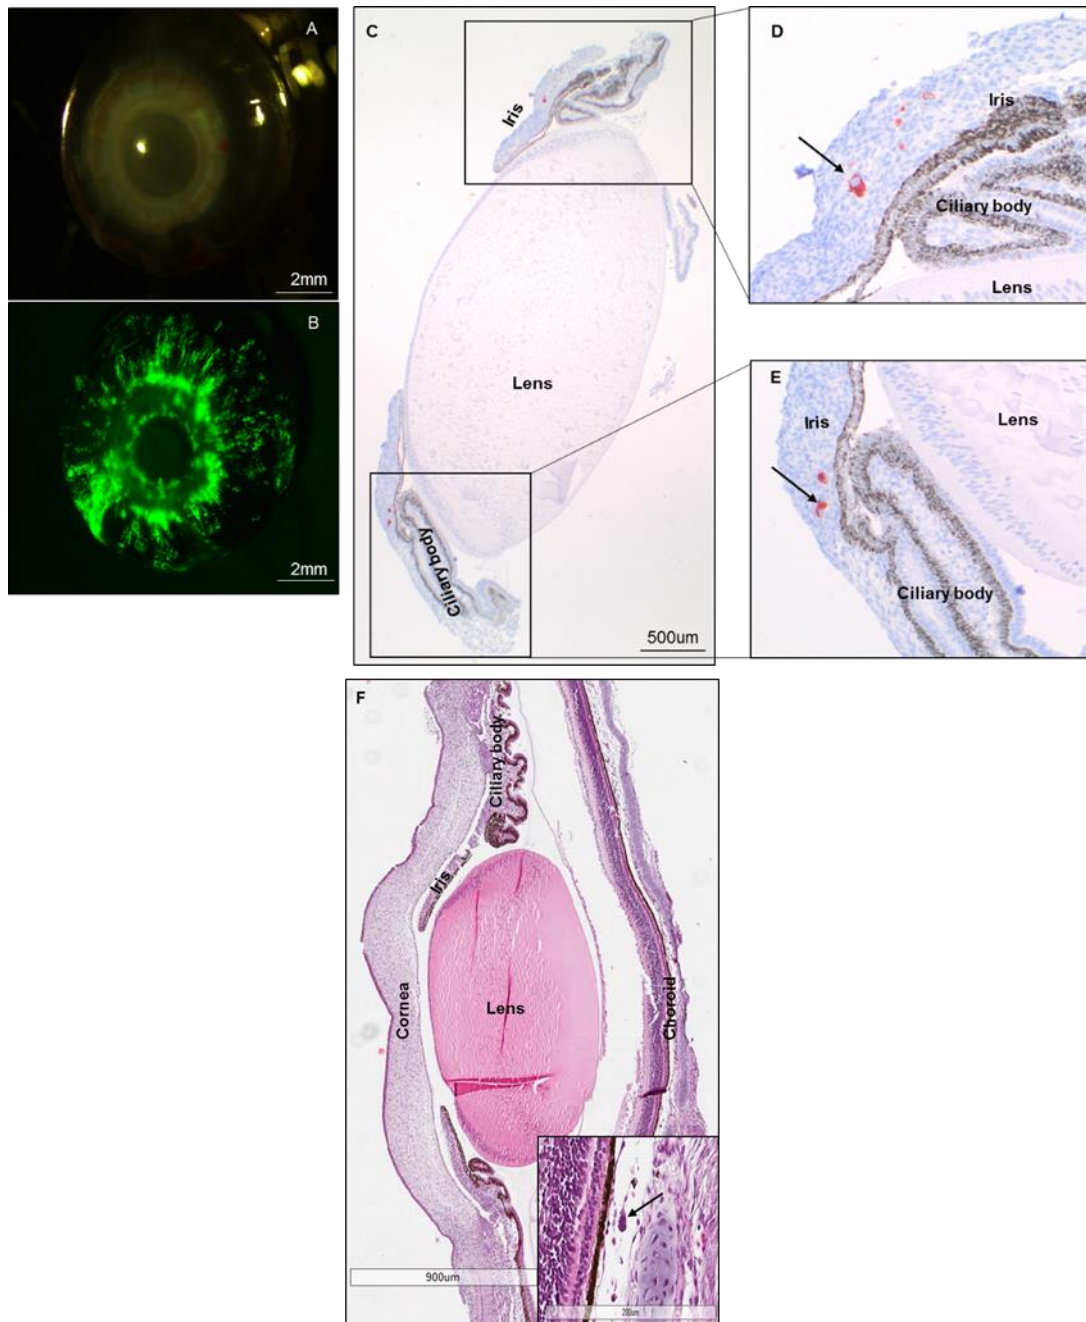 A
2mm
B
2mm
C
Iris
Lens
Ciliary body
500um
D
Iris
Ciliary body
Lens
E
Iris
Lens
Ciliary body
F
Ciliary body
Iris
Cornea
Lens
Choroid
900um
200um